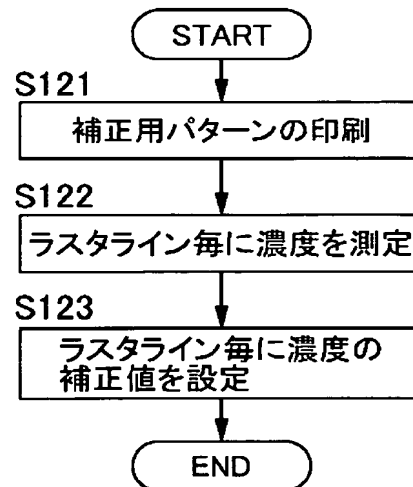 START
S121
補正用パターンの印刷
S122
ラスタライン毎に濃度を測定
S123
ラスタライン毎に濃度の
補正値を設定
END